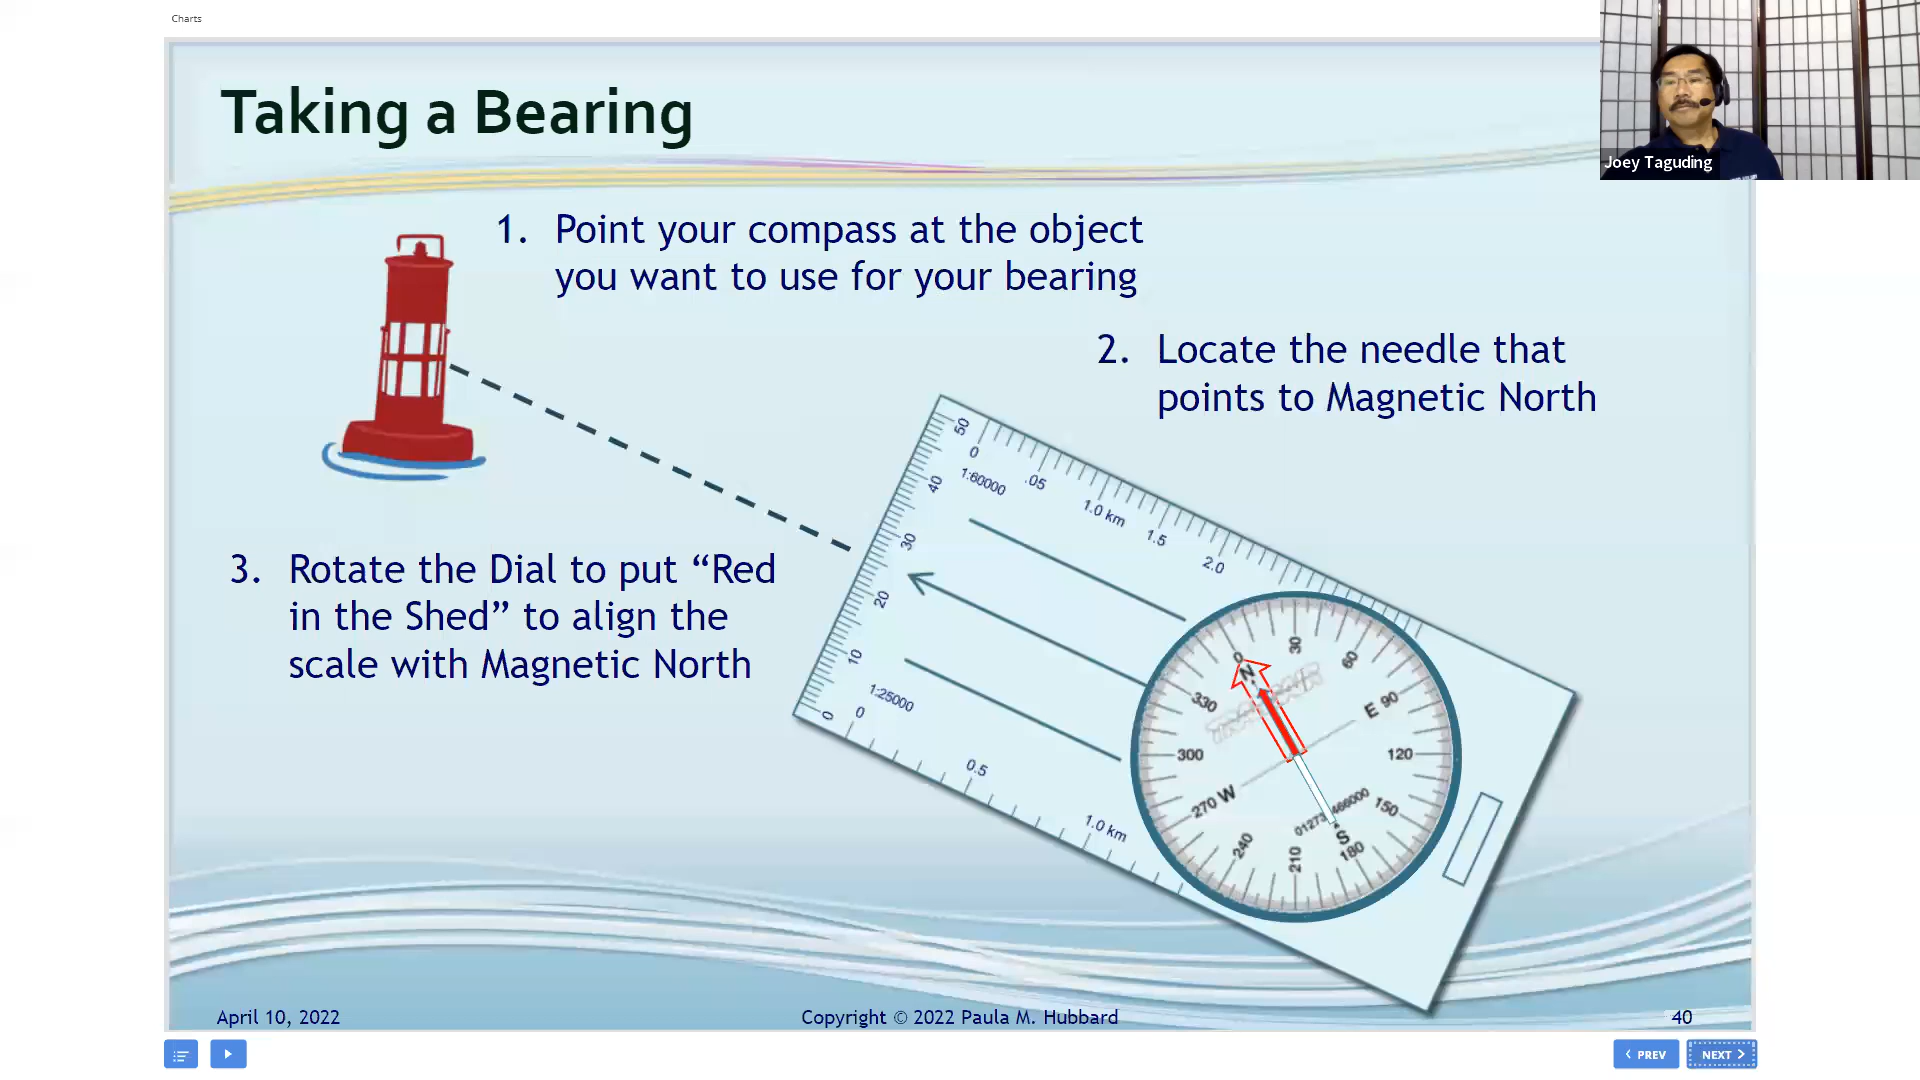 Charts
Taking a Bearing
Joey Taguding
1. Point your compass at the object
you want to use for your bearing
2. Locate the needle that
points to Magnetic North
3. Rotate the Dial to put “Red
in the Shed” to align the
scale with Magnetic North
50
40
30
20
10
0
0
.05
1.0 km
1.5
2.0
1:60000
1:25000
0
0.5
1.0 km
0
N
30
60
E 90
120
150
S
180
210
240
270 W
300
330
01273
466000
April 10, 2022
Copyright © 2022 Paula M. Hubbard
40
PREV
NEXT